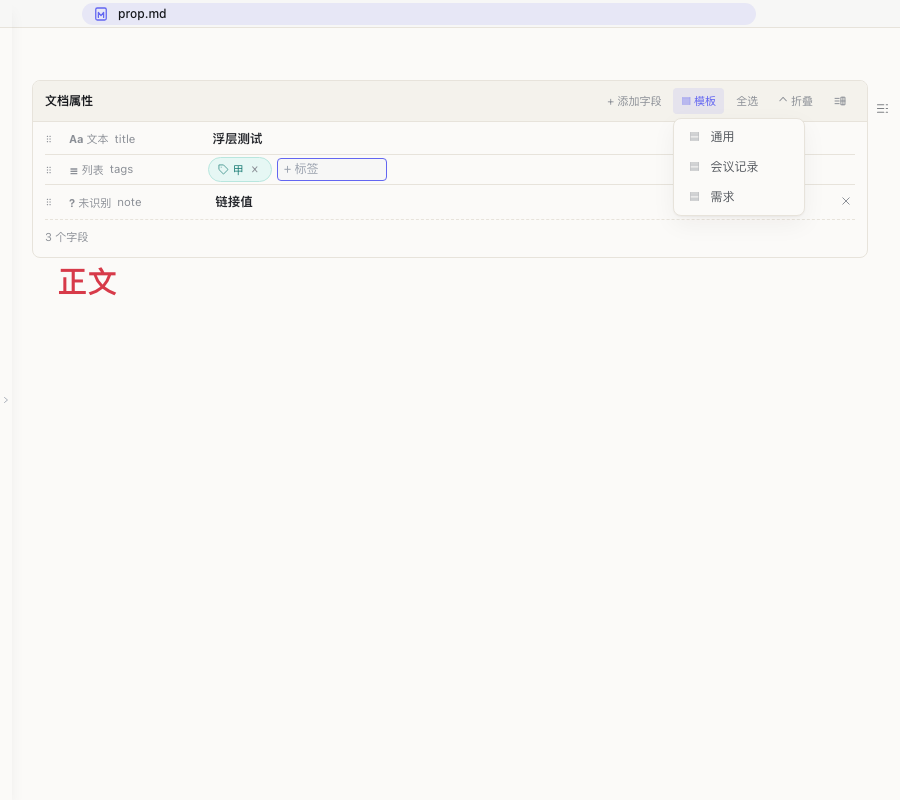 prop.md
文档属性
+ 添加字段 模板 全选 折叠
Aa 文本 title 浮层测试
列表 tags 甲 × + 标签
? 未识别 note 链接值
3 个字段
通用
会议记录
需求
正文